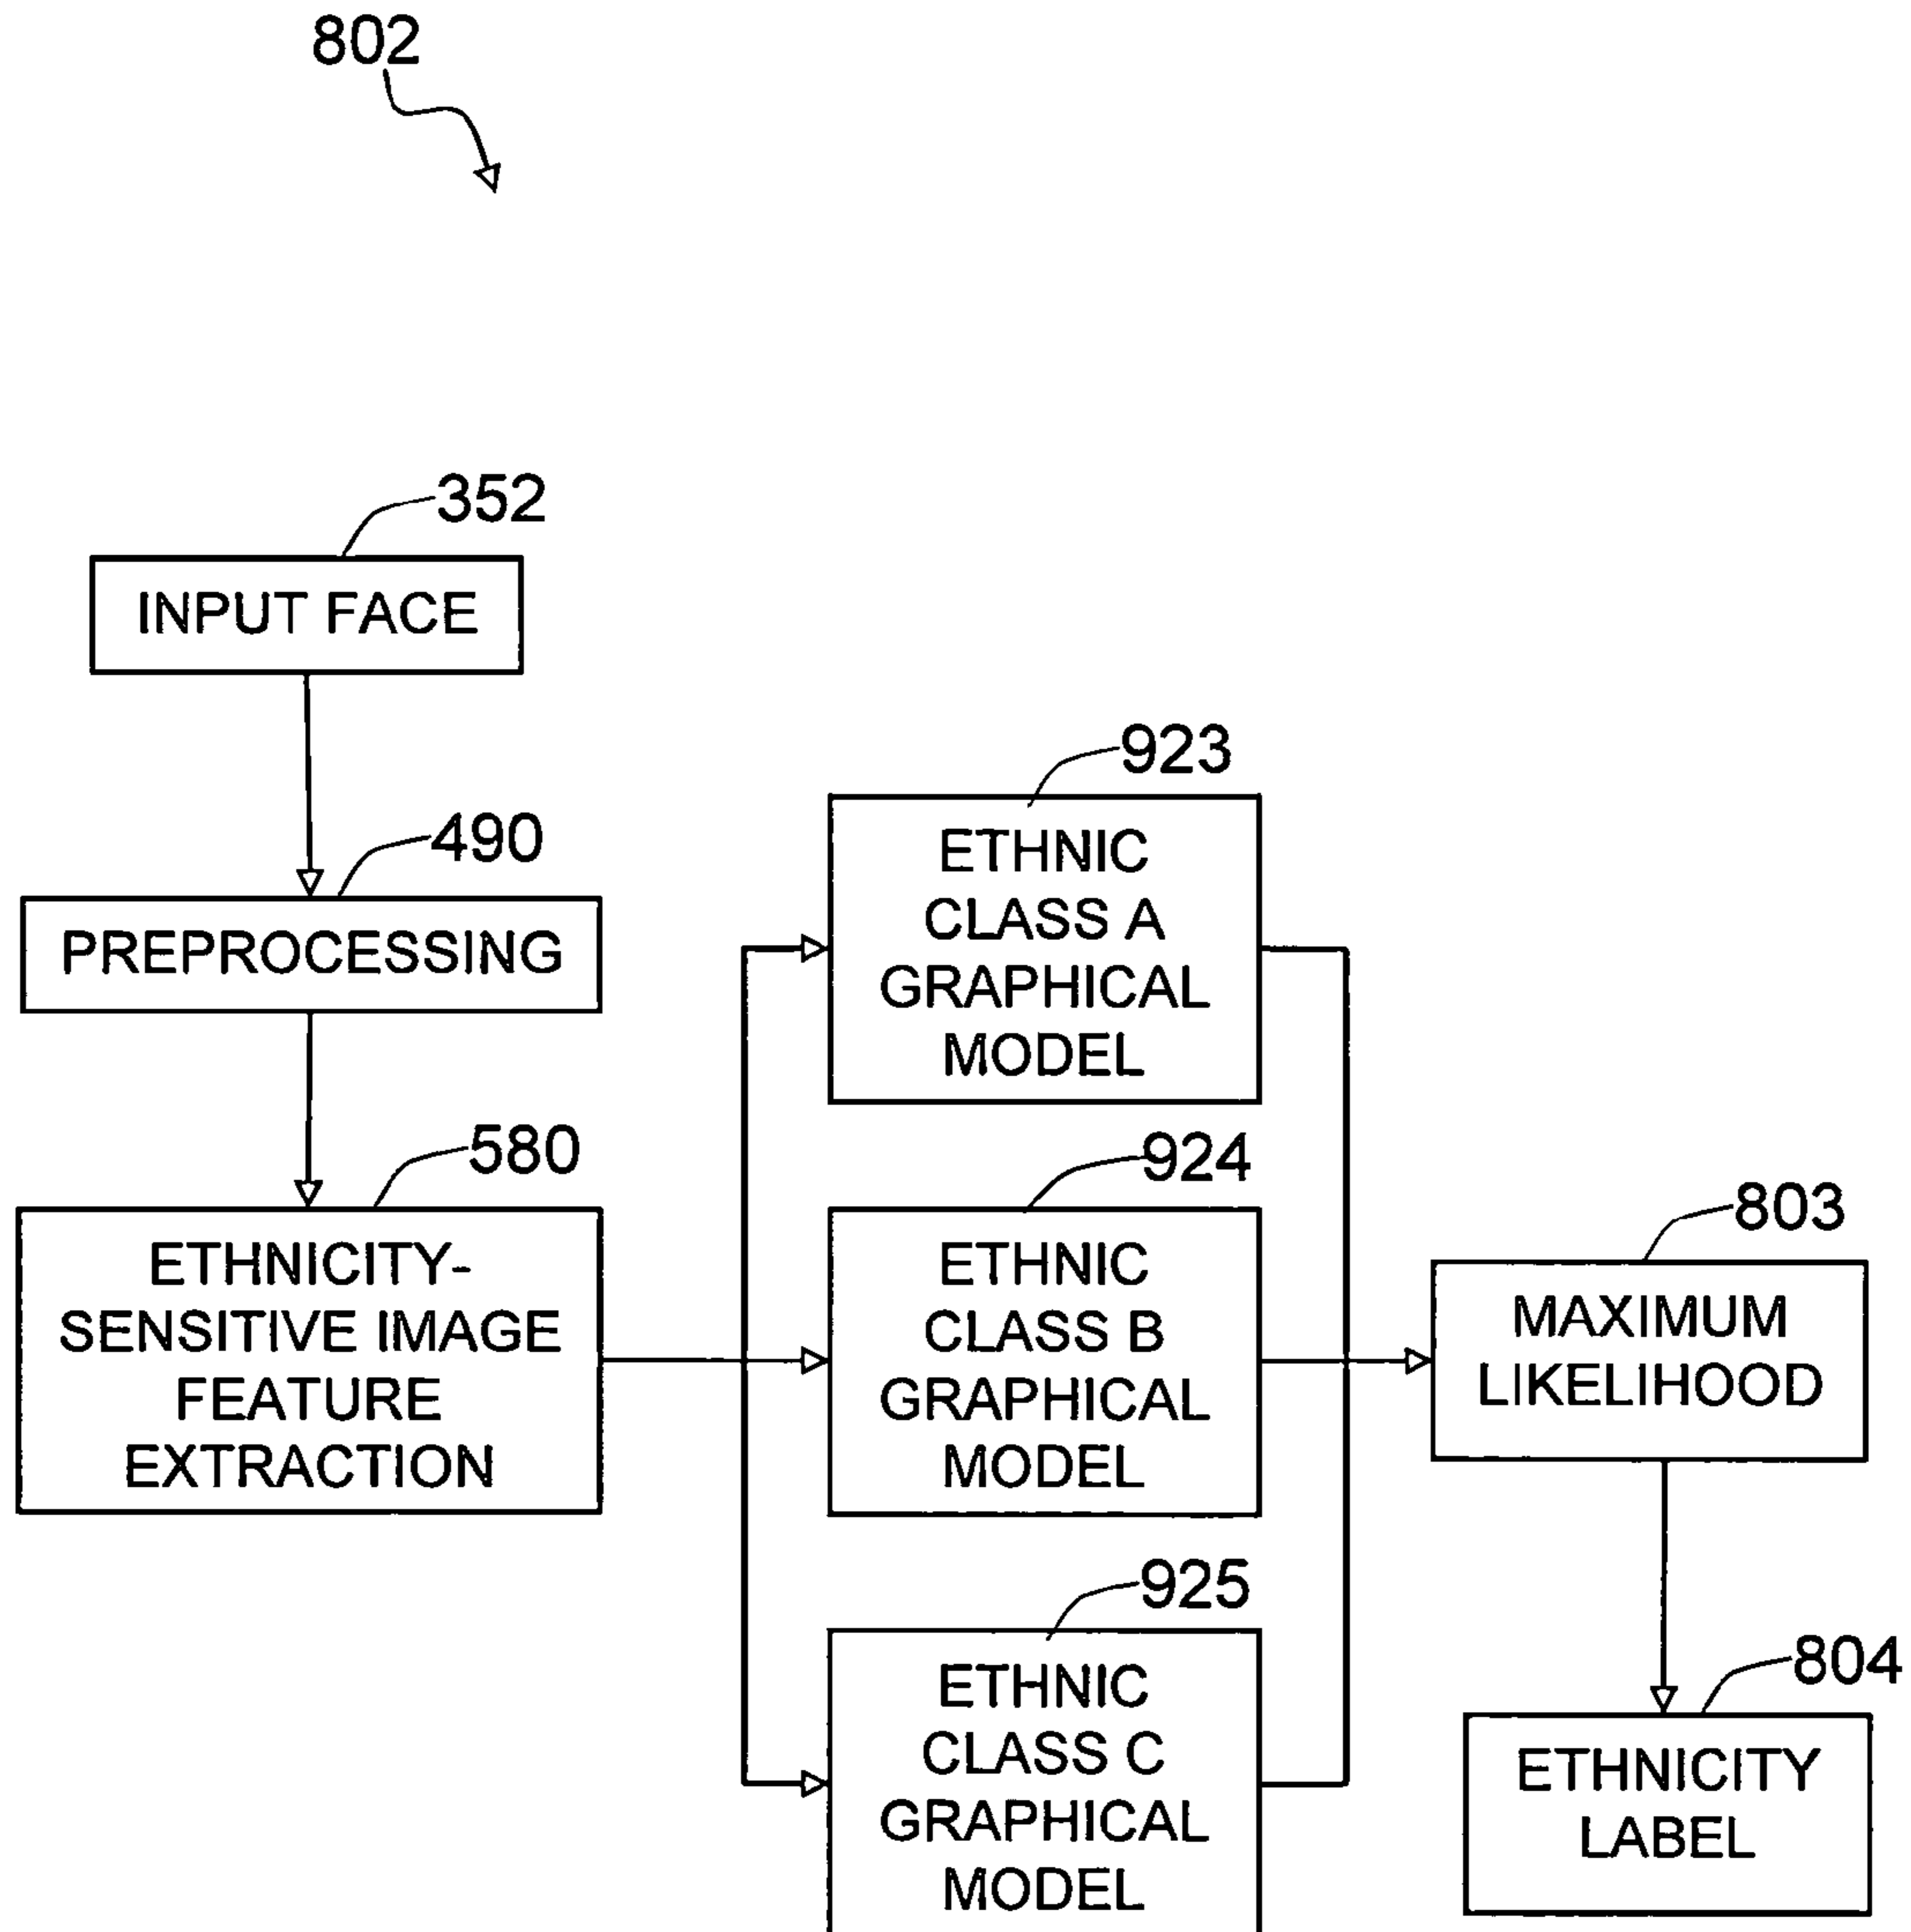 802
352
INPUT FACE
490
PREPROCESSING
580
ETHNICITY-
SENSITIVE IMAGE
FEATURE
EXTRACTION
923
ETHNIC
CLASS A
GRAPHICAL
MODEL
924
ETHNIC
CLASS B
GRAPHICAL
MODEL
925
ETHNIC
CLASS C
GRAPHICAL
MODEL
803
MAXIMUM
LIKELIHOOD
804
ETHNICITY
LABEL